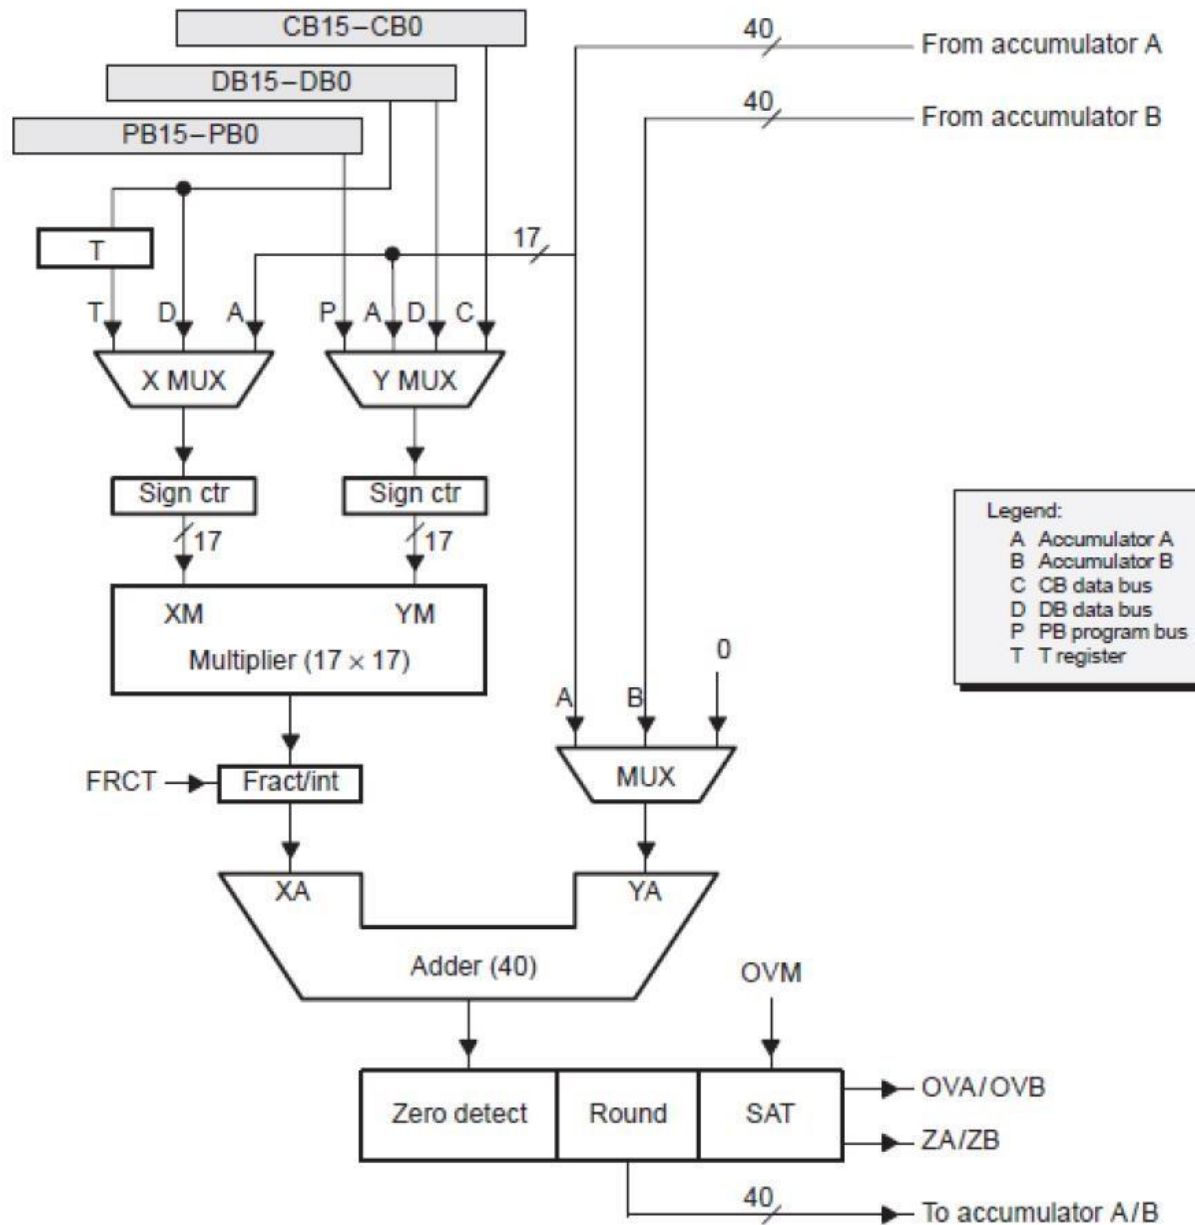 CB15–CB0
DB15–DB0
PB15–PB0
40
From accumulator A
40
From accumulator B
T
17
T D A P A D C
X MUX Y MUX
Sign ctr Sign ctr
17 17
XM YM
Multiplier (17 × 17)
Legend:
A Accumulator A
B Accumulator B
C CB data bus
D DB data bus
P PB program bus
T T register
0
A B
MUX
FRCT Fract/int
XA YA
Adder (40)
OVM
Zero detect Round SAT
OVA/OVB
ZA/ZB
40
To accumulator A/B